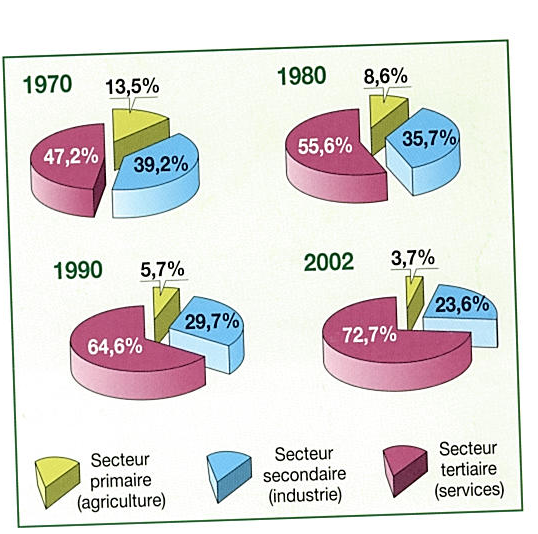 1970
13,5%
47,2%
39,2%
1980
8,6%
55,6%
35,7%
1990
5,7%
64,6%
29,7%
2002
3,7%
72,7%
23,6%
Secteur
primaire
(agriculture)
Secteur
secondaire
(industrie)
Secteur
tertiaire
(services)